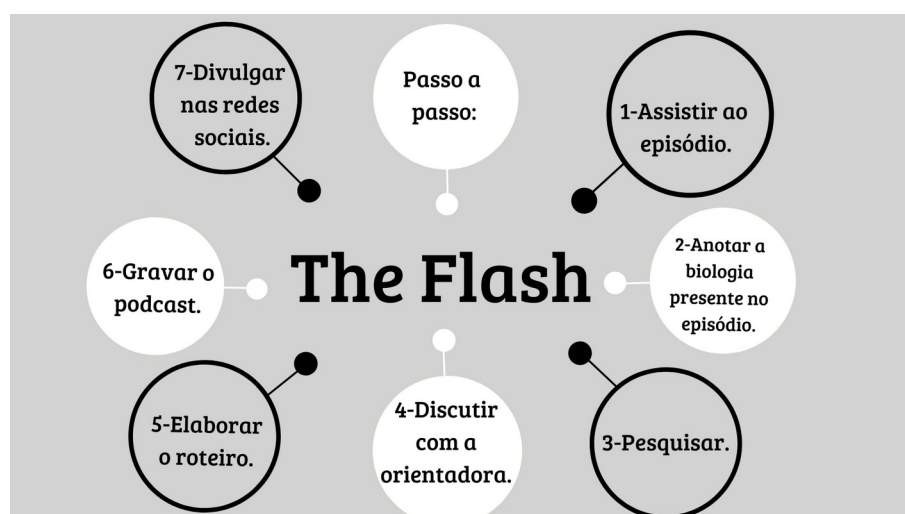 The Flash
Passo a
passo:
1-Assistir ao
episódio.
2-Anotar a
biologia
presente no
episódio.
3-Pesquisar.
4-Discutir
com a
orientadora.
5-Elaborar
o roteiro.
6-Gravar o
podcast.
7-Divulgar
nas redes
sociais.